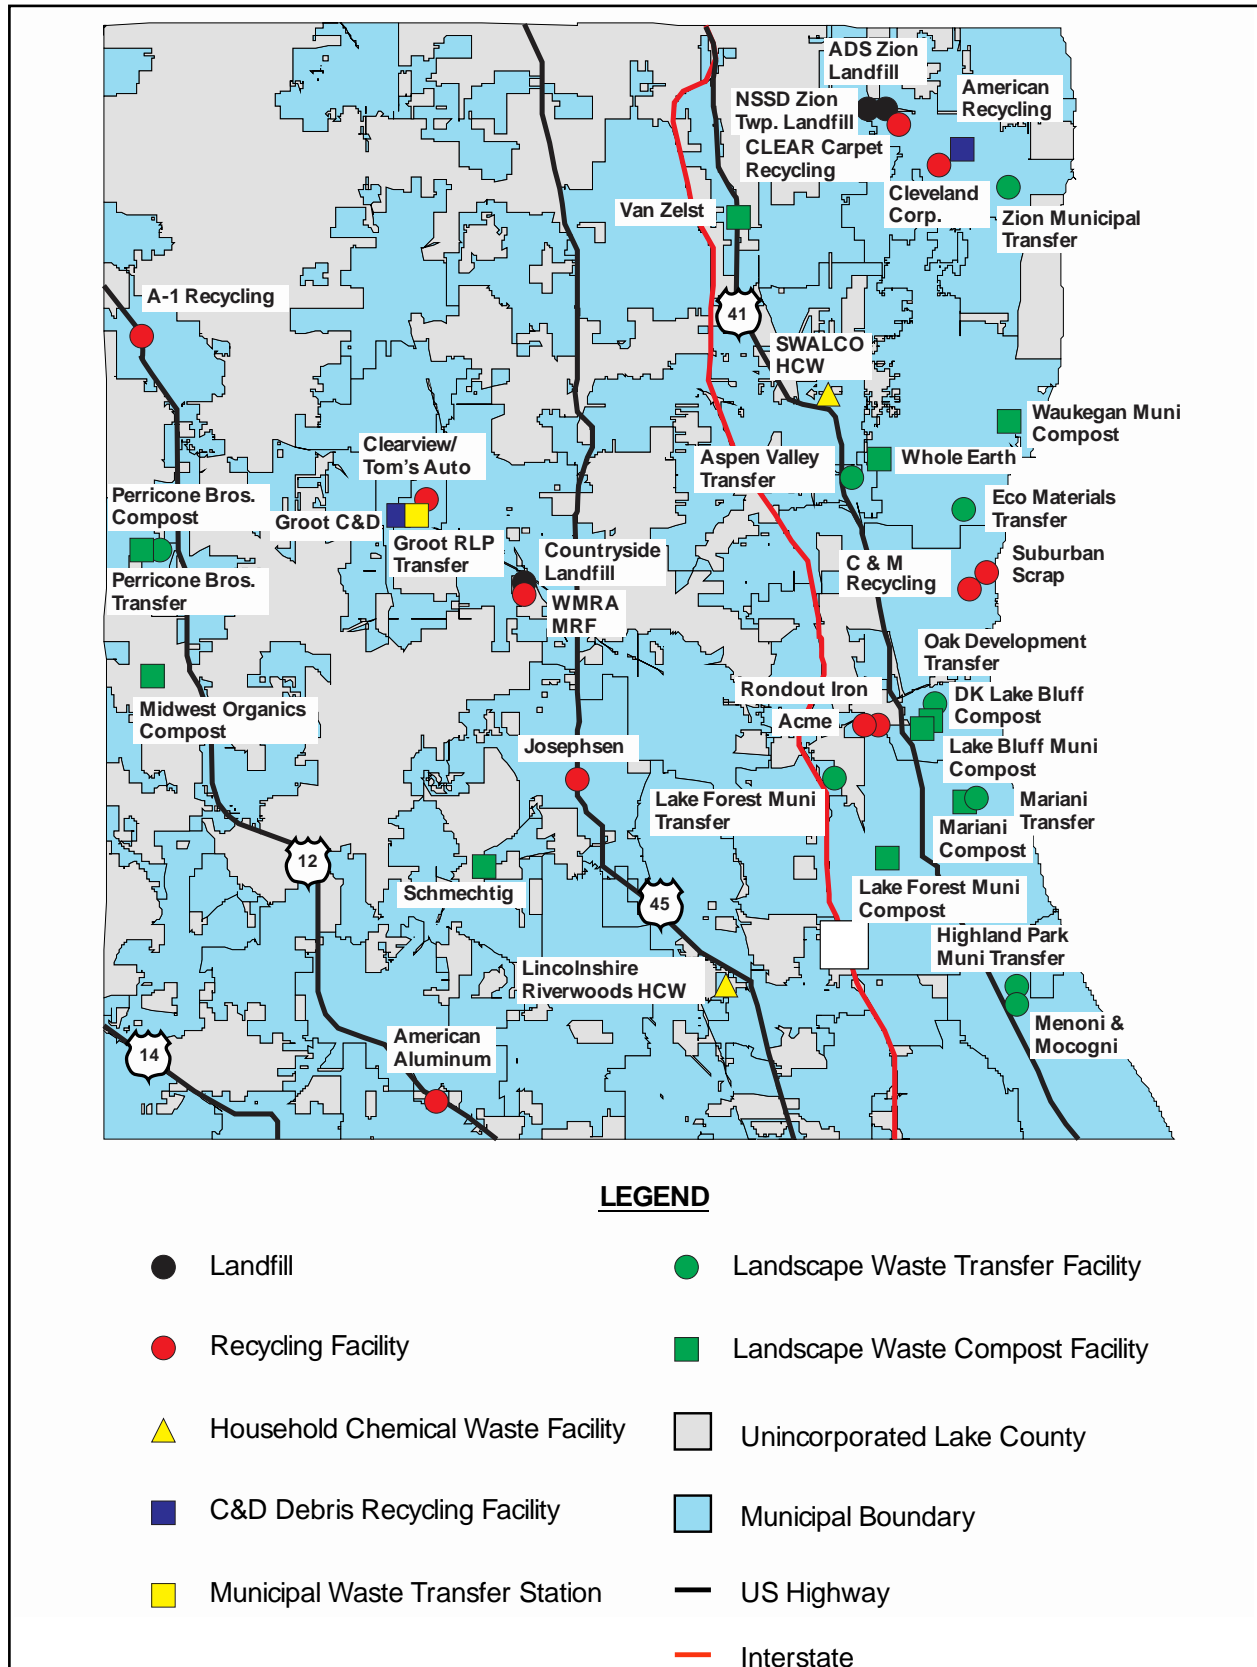 ADS Zion
Landfill
American
Recycling
NSSD Zion
Twp. Landfill
CLEAR Carpet
Recycling
Cleveland
Corp.
Van Zelst
Zion Municipal
Transfer
A-1 Recycling
41
SWALCO
HCW
Waukegan Muni
Compost
Clearview/
Tom's Auto
Aspen Valley
Transfer
Whole Earth
Perricone Bros.
Compost
Groot C&D
Eco Materials
Transfer
Groot RLP
Transfer
Countryside
Landfill
C & M
Recycling
Suburban
Scrap
Perricone Bros.
Transfer
WMRA
MRF
Oak Development
Transfer
Midwest Organics
Compost
Rondout Iron
DK Lake Bluff
Compost
Acme
Josephsen
Lake Bluff Muni
Compost
Lake Forest Muni
Transfer
Mariani
Transfer
Mariani
Compost
12
Schmechtig
45
Lake Forest Muni
Compost
Highland Park
Muni Transfer
Lincolnshire
Riverwoods HCW
Menoni &
Mocogni
14
American
Aluminum
LEGEND
Landfill
Landscape Waste Transfer Facility
Recycling Facility
Landscape Waste Compost Facility
Household Chemical Waste Facility
Unincorporated Lake County
C&D Debris Recycling Facility
Municipal Boundary
Municipal Waste Transfer Station
US Highway
Interstate